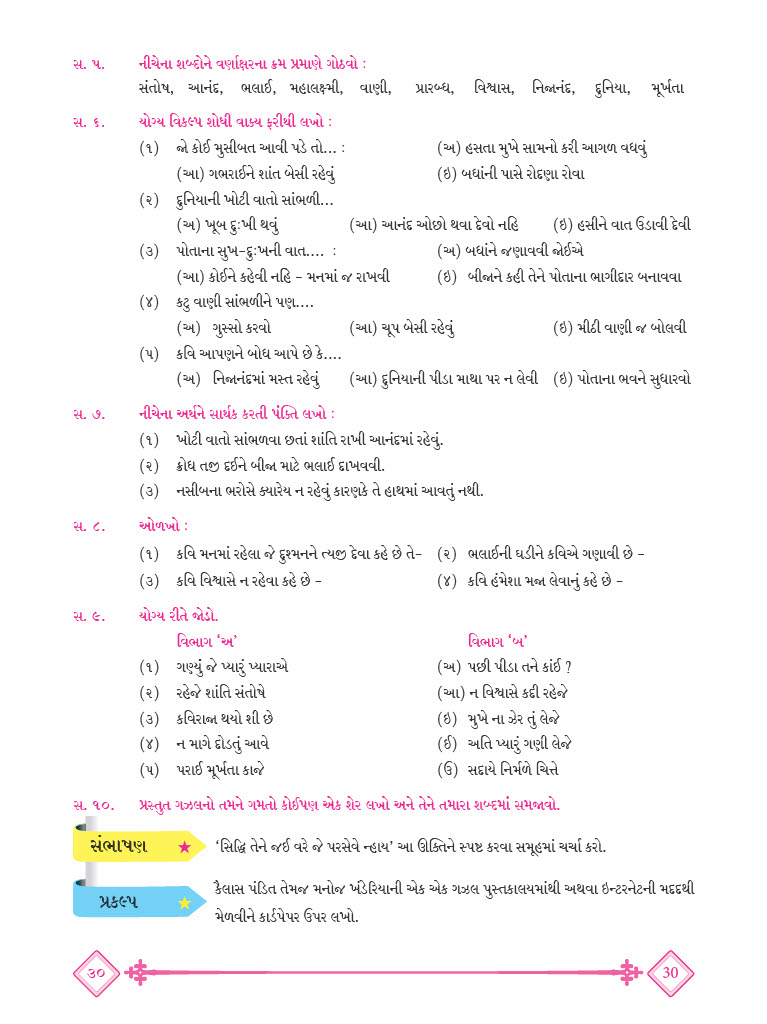 સ. ૫. નીચેના શબ્દોને વર્ણાક્ષરના ક્રમ પ્રમાણે ગોઠવો :
સંતોષ, આનંદ, ભલાઈ, મહાલક્ષ્મી, વાણી, પ્રારબ્ધ, વિશ્વાસ, નિજાનંદ, દુનિયા, મૂર્ખતા
સ. ૬. યોગ્ય વિકલ્પ શોધી વાક્ય ફરીથી લખો :
(૧) જો કોઈ મુસીબત આવી પડે તો... : (અ) હસતા મુખે સામનો કરી આગળ વધવું
(આ) ગભરાઈને શાંત બેસી રહેવું (ઇ) બધાંની પાસે રોદણા રોવા
(૨) દુનિયાની ખોટી વાતો સાંભળી...
(અ) ખૂબ દુઃખી થવું (આ) આનંદ ઓછો થવા દેવો નહિ (ઇ) હસીને વાત ઉડાવી દેવી
(૩) પોતાના સુખ-દુઃખની વાત.... : (અ) બધાંને જણાવવી જોઈએ
(આ) કોઈને કહેવી નહિ - મનમાં જ રાખવી (ઇ) બીજાને કહી તેને પોતાના ભાગીદાર બનાવવા
(૪) કટુ વાણી સાંભળીને પણ....
(અ) ગુસ્સો કરવો (આ) ચૂપ બેસી રહેવું (ઇ) મીઠી વાણી જ બોલવી
(૫) કવિ આપણને બોધ આપે છે કે....
(અ) નિજાનંદમાં મસ્ત રહેવું (આ) દુનિયાની પીડા માથા પર ન લેવી (ઇ) પોતાના ભવને સુધારવો
સ. ૭. નીચેના અર્થને સાર્થક કરતી પંક્તિ લખો :
(૧) ખોટી વાતો સાંભળવા છતાં શાંતિ રાખી આનંદમાં રહેવું.
(૨) ક્રોધ તજી દઈને બીજા માટે ભલાઈ દાખવવી.
(૩) નસીબના ભરોસે ક્યારેય ન રહેવું કારણકે તે હાથમાં આવતું નથી.
સ. ૮. ઓળખો :
(૧) કવિ મનમાં રહેલા જે દુશ્મનને ત્યજી દેવા કહે છે તે- (૨) ભલાઈની ઘડીને કવિએ ગણાવી છે -
(૩) કવિ વિશ્વાસે ન રહેવા કહે છે - (૪) કવિ હંમેશા મજા લેવાનું કહે છે -
સ. ૯. યોગ્ય રીતે જોડો.
વિભાગ ‘અ’ વિભાગ ‘બ’
(૧) ગણ્યું જે પ્યારું પ્યારાએ (અ) પછી પીડા તને કાંઈ ?
(૨) રહેજે શાંતિ સંતોષે (આ) ન વિશ્વાસે કદી રહેજે
(૩) કવિરાજા થયો શી છે (ઇ) મુખે ના ઝેર તું લેજે
(૪) ન માગે દોડતું આવે (ઈ) અતિ પ્યારું ગણી લેજે
(૫) પરાઈ મૂર્ખતા કાજે (ઉ) સદાયે નિર્મળે ચિત્તે
સ. ૧૦. પ્રસ્તુત ગઝલનો તમને ગમતો કોઈપણ એક શેર લખો અને તેને તમારા શબ્દમાં સમજાવો.
સંભાષણ ‘સિદ્ધિ તેને જઈ વરે જે પરસેવે ન્હાય’ આ ઊક્તિને સ્પષ્ટ કરવા સમૂહમાં ચર્ચા કરો.
પ્રકલ્પ કૈલાસ પંડિત તેમજ મનોજ ખંડેરિયાની એક એક ગઝલ પુસ્તકાલયમાંથી અથવા ઇન્ટરનેટની મદદથી
મેળવીને કાર્ડપેપર ઉપર લખો.
૩૦ 30